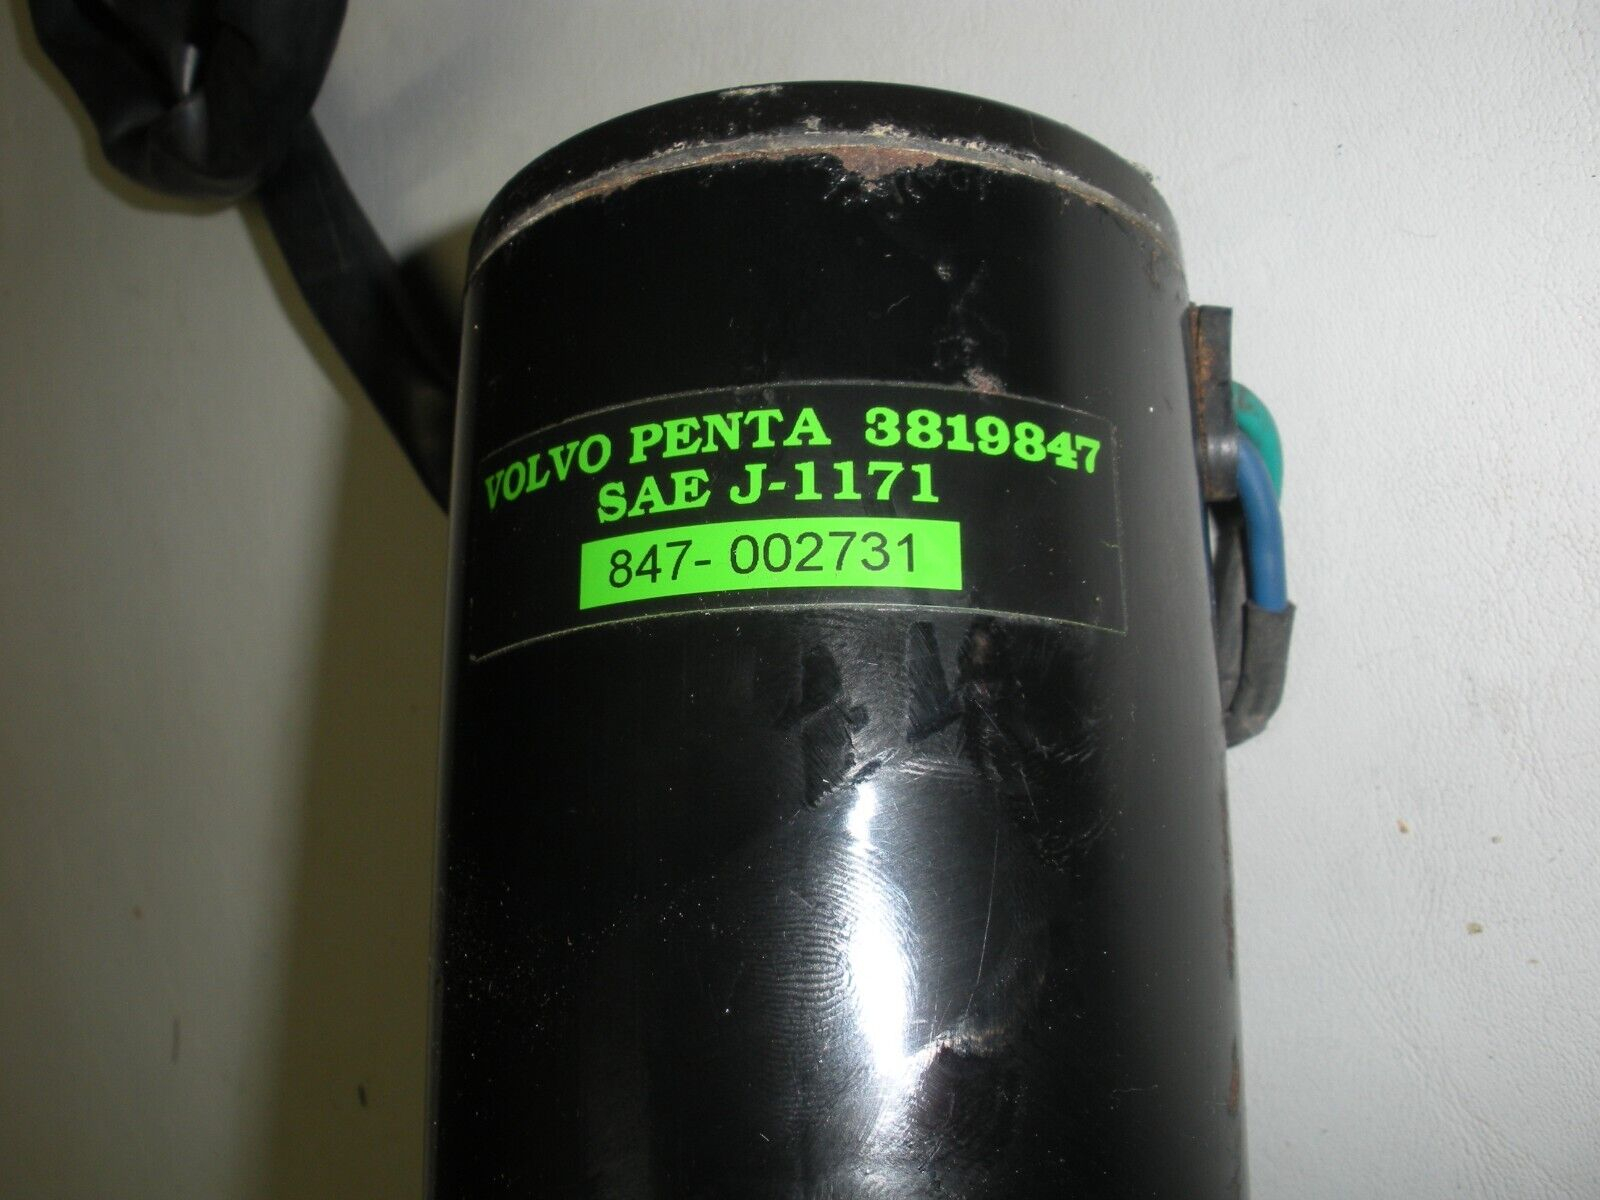 VOLVO PENTA 3819847
SAE J-1171
847- 002731